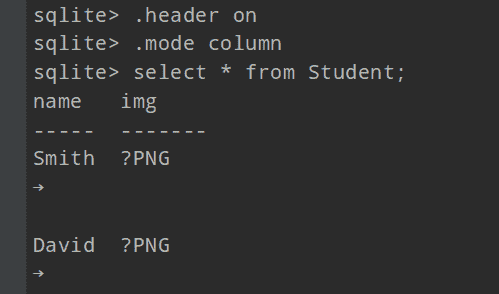 sqlite> .header on
sqlite> .mode column
sqlite> select * from Student;
name   img
-----  -------
Smith  ?PNG
→

David  ?PNG
→